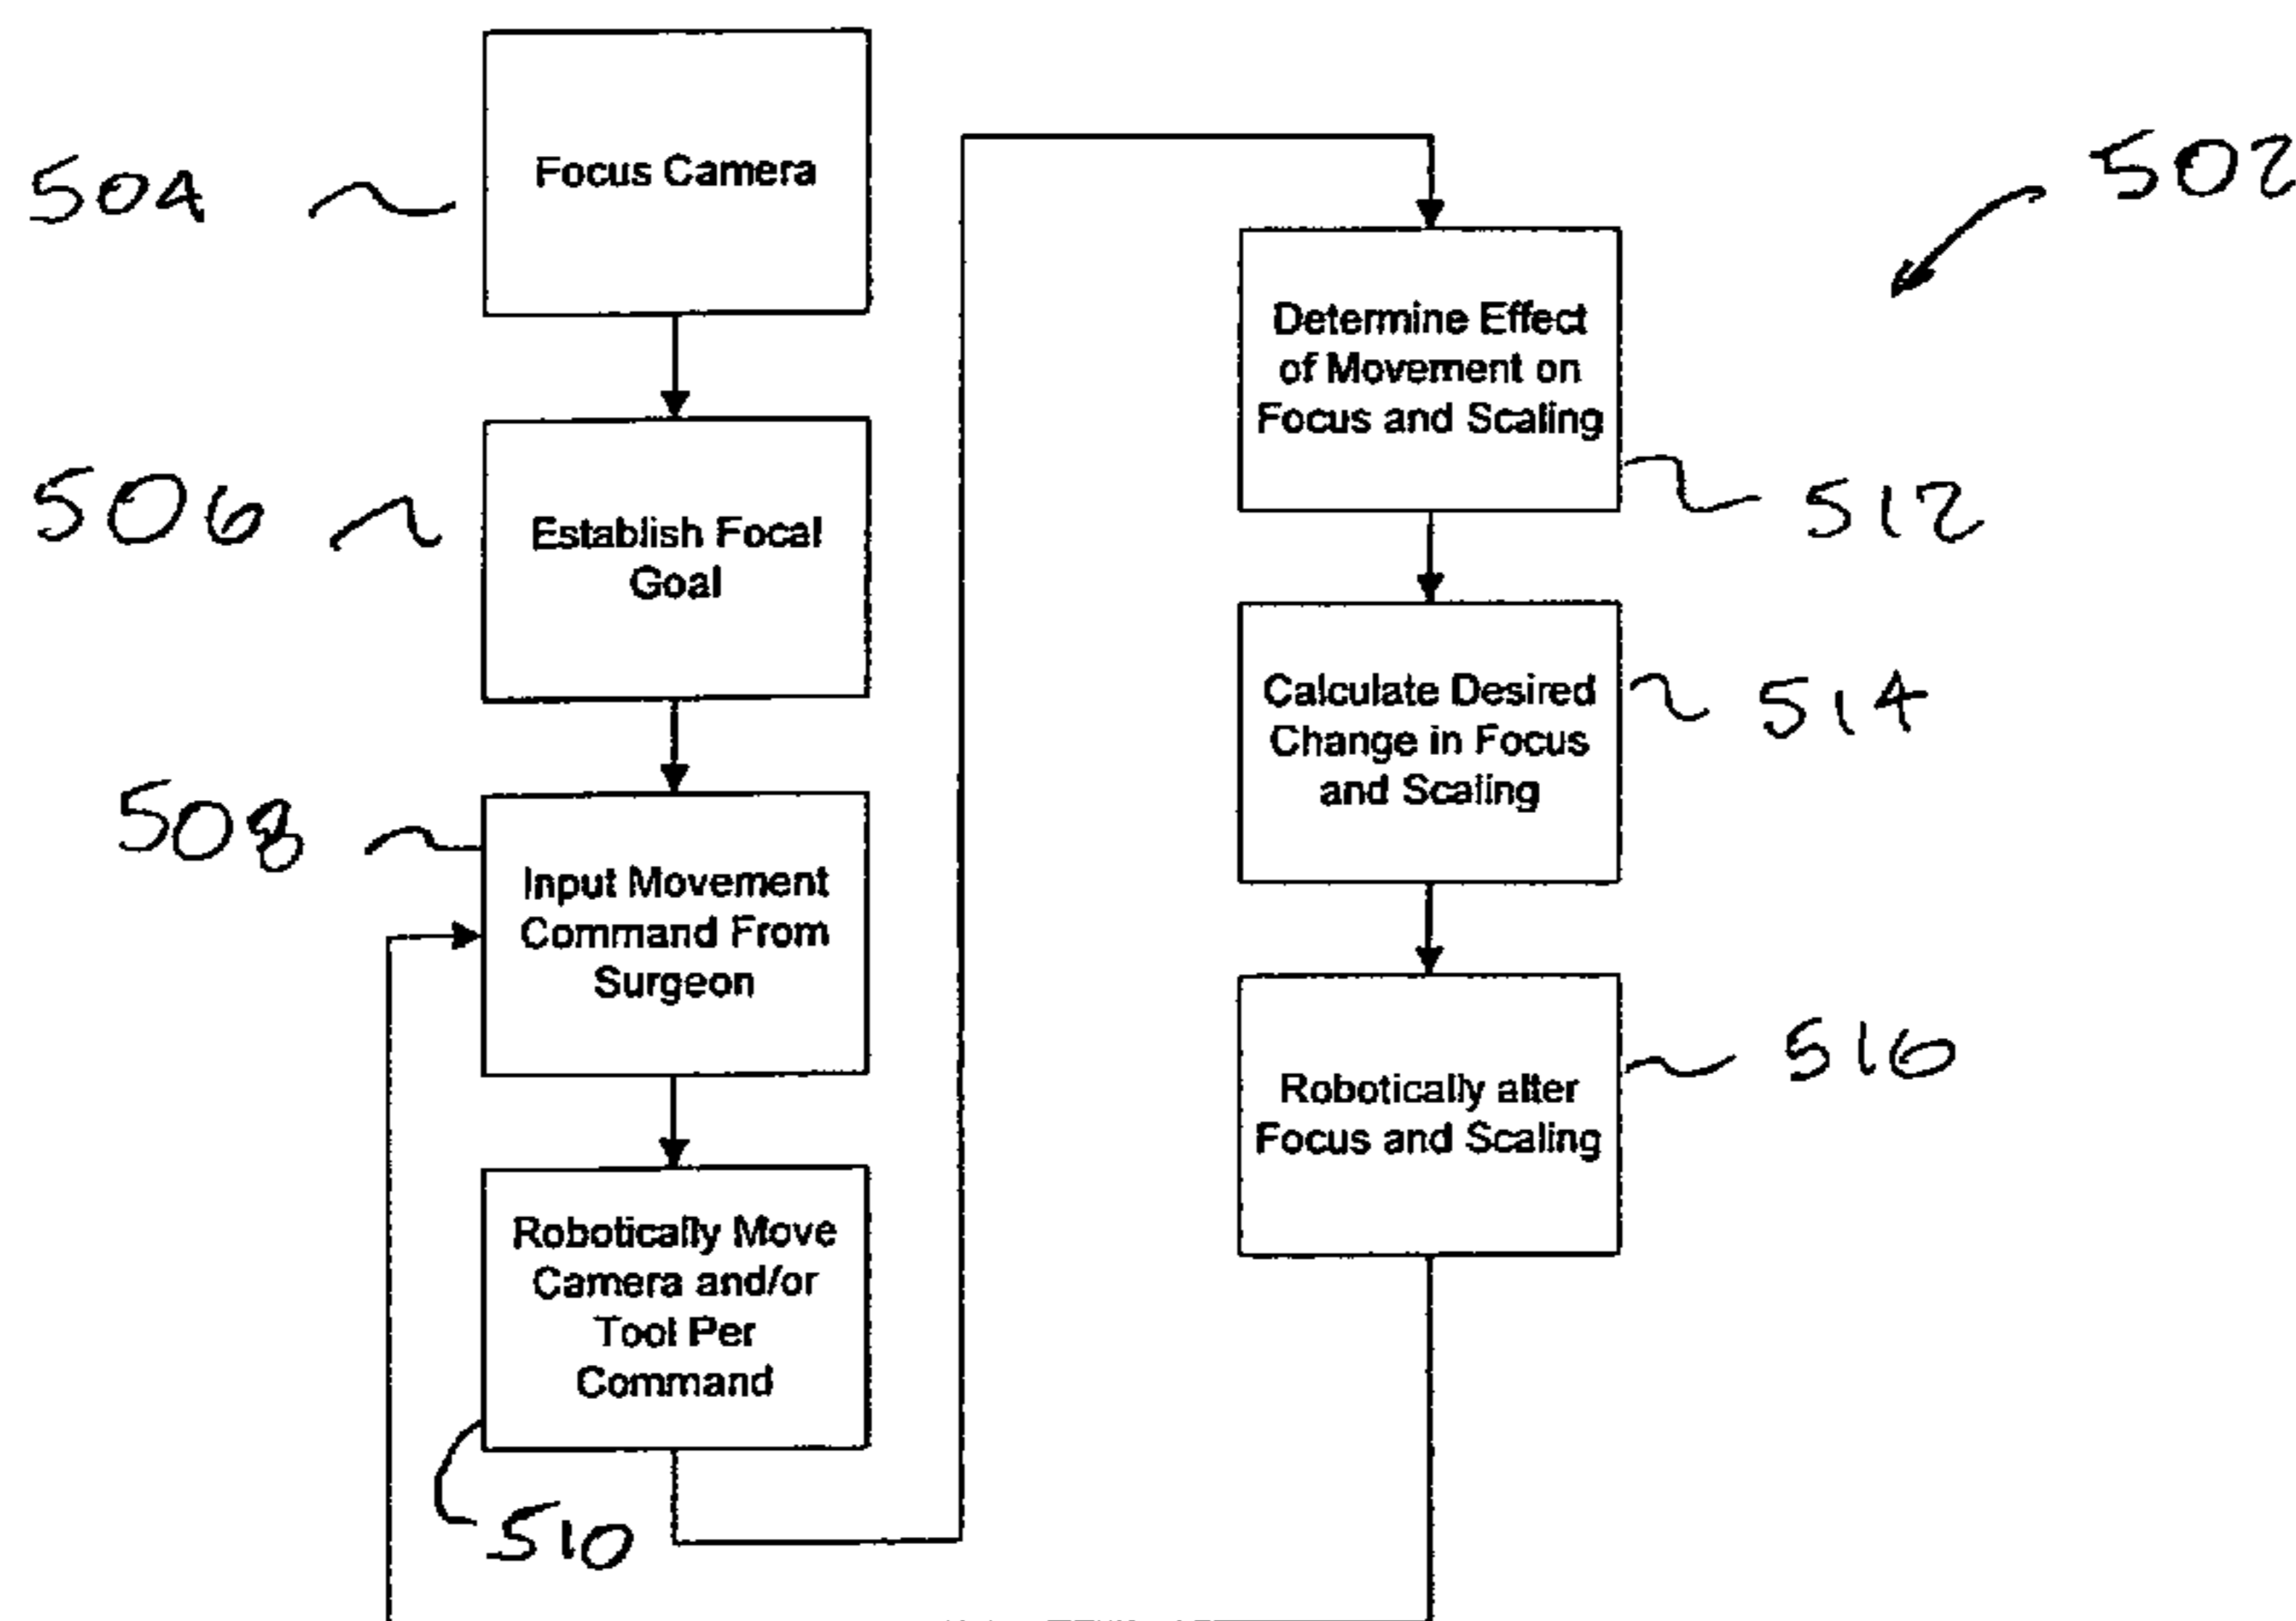 504
Focus Camera
506
Establish Focal
Goal
508
Input Movement
Command From
Surgeon
Robotically Move
Camera and/or
Tool Per
Command
510
502
Determine Effect
of Movement on
Focus and Scaling
512
Calculate Desired
Change in Focus
and Scaling
514
Robotically alter
Focus and Scaling
516